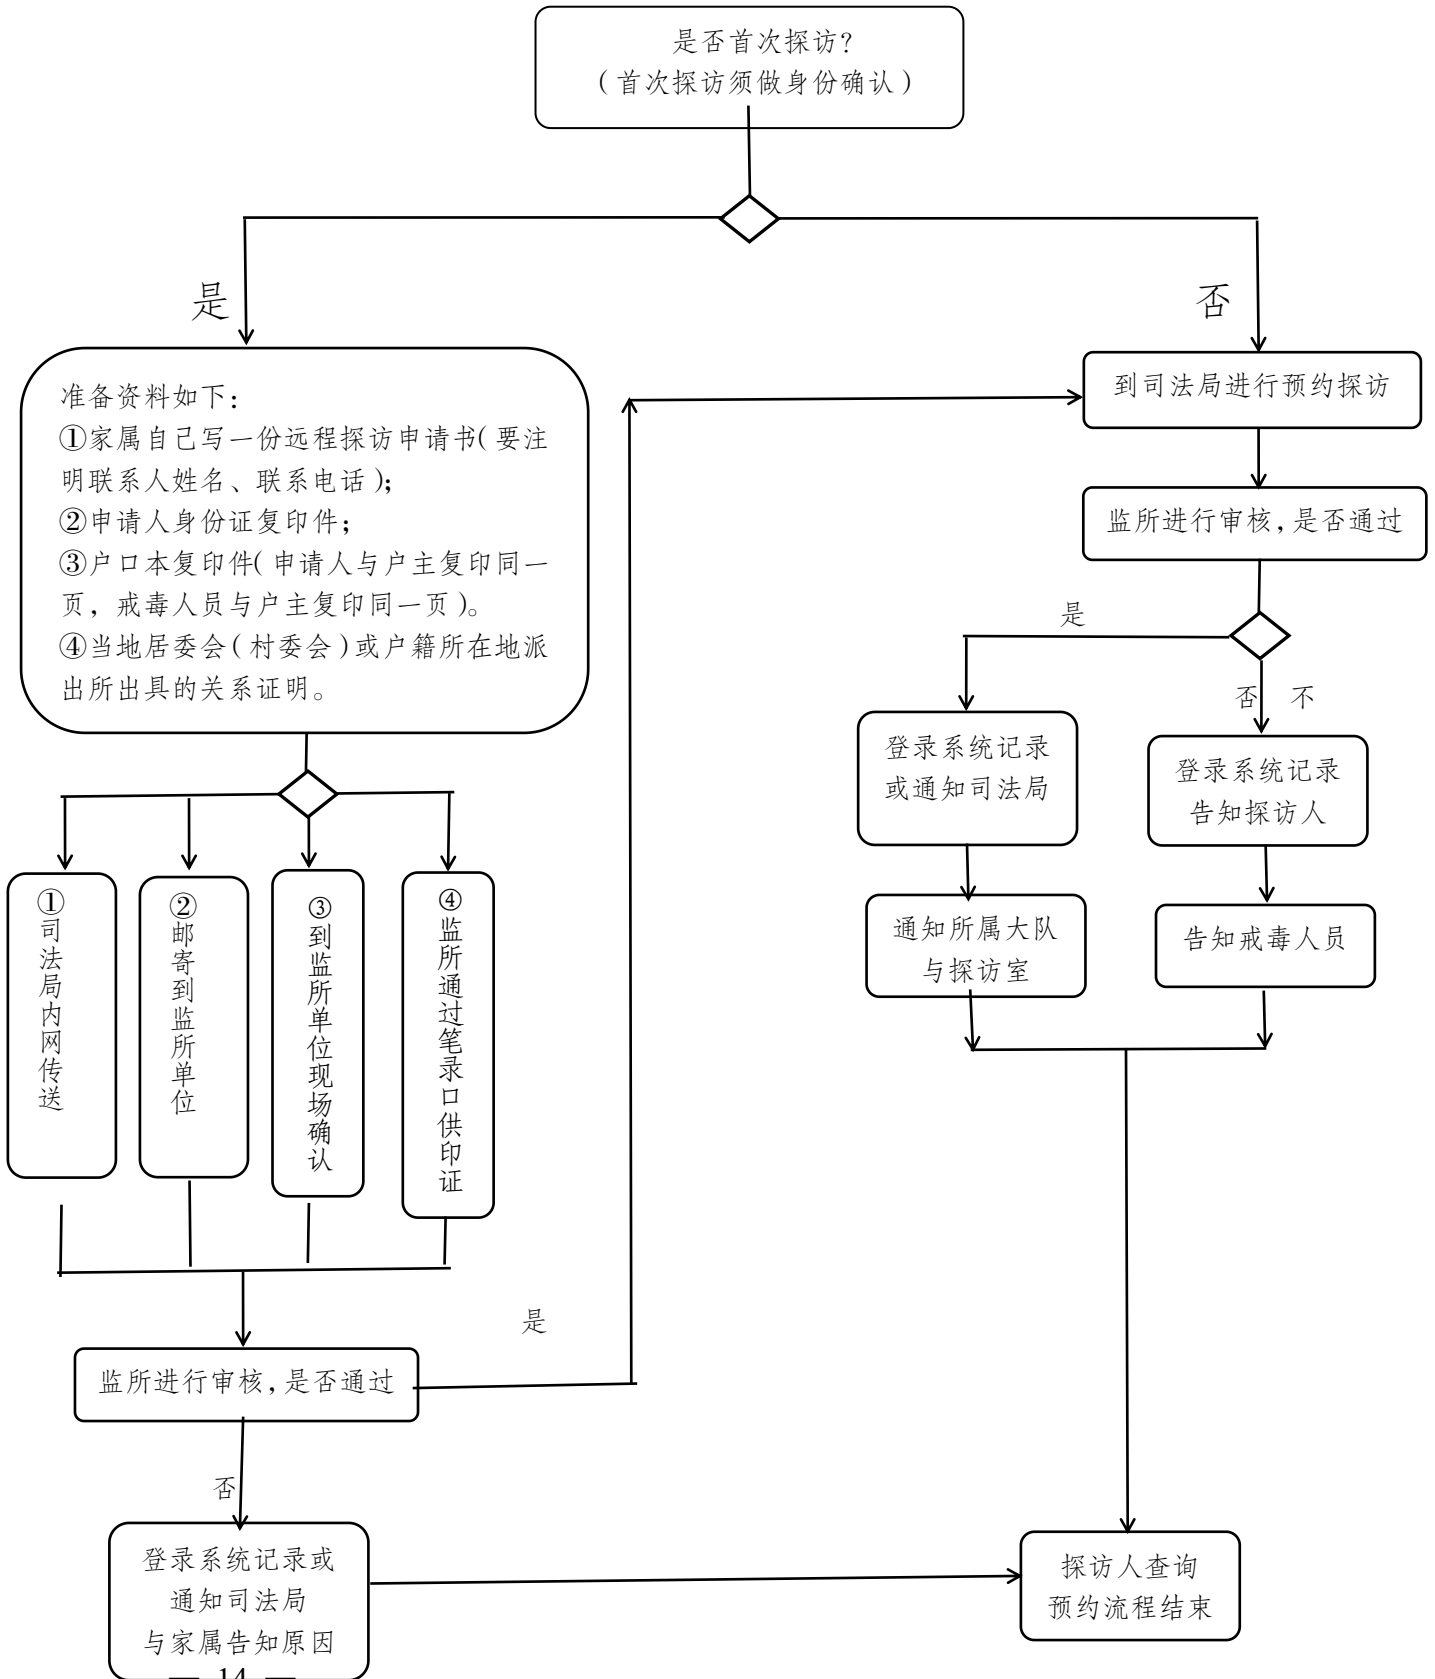 是否首次探访?
(首次探访须做身份确认)
是
否
准备资料如下:
①家属自己写一份远程探访申请书(要注
明联系人姓名、联系电话);
②申请人身份证复印件;
③户口本复印件(申请人与户主复印同一
页,戒毒人员与户主复印同一页)。
④当地居委会(村委会)或户籍所在地派
出所出具的关系证明。
到司法局进行预约探访
监所进行审核,是否通过
是
否 不
登录系统记录
或通知司法局
登录系统记录
告知探访人
通知所属大队
与探访室
告知戒毒人员
①司法局内网传送
②邮寄到监所单位
③到监所单位现场确认
④监所通过笔录口供印证
是
监所进行审核,是否通过
否
登录系统记录或
通知司法局
与家属告知原因
探访人查询
预约流程结束
— 14 —